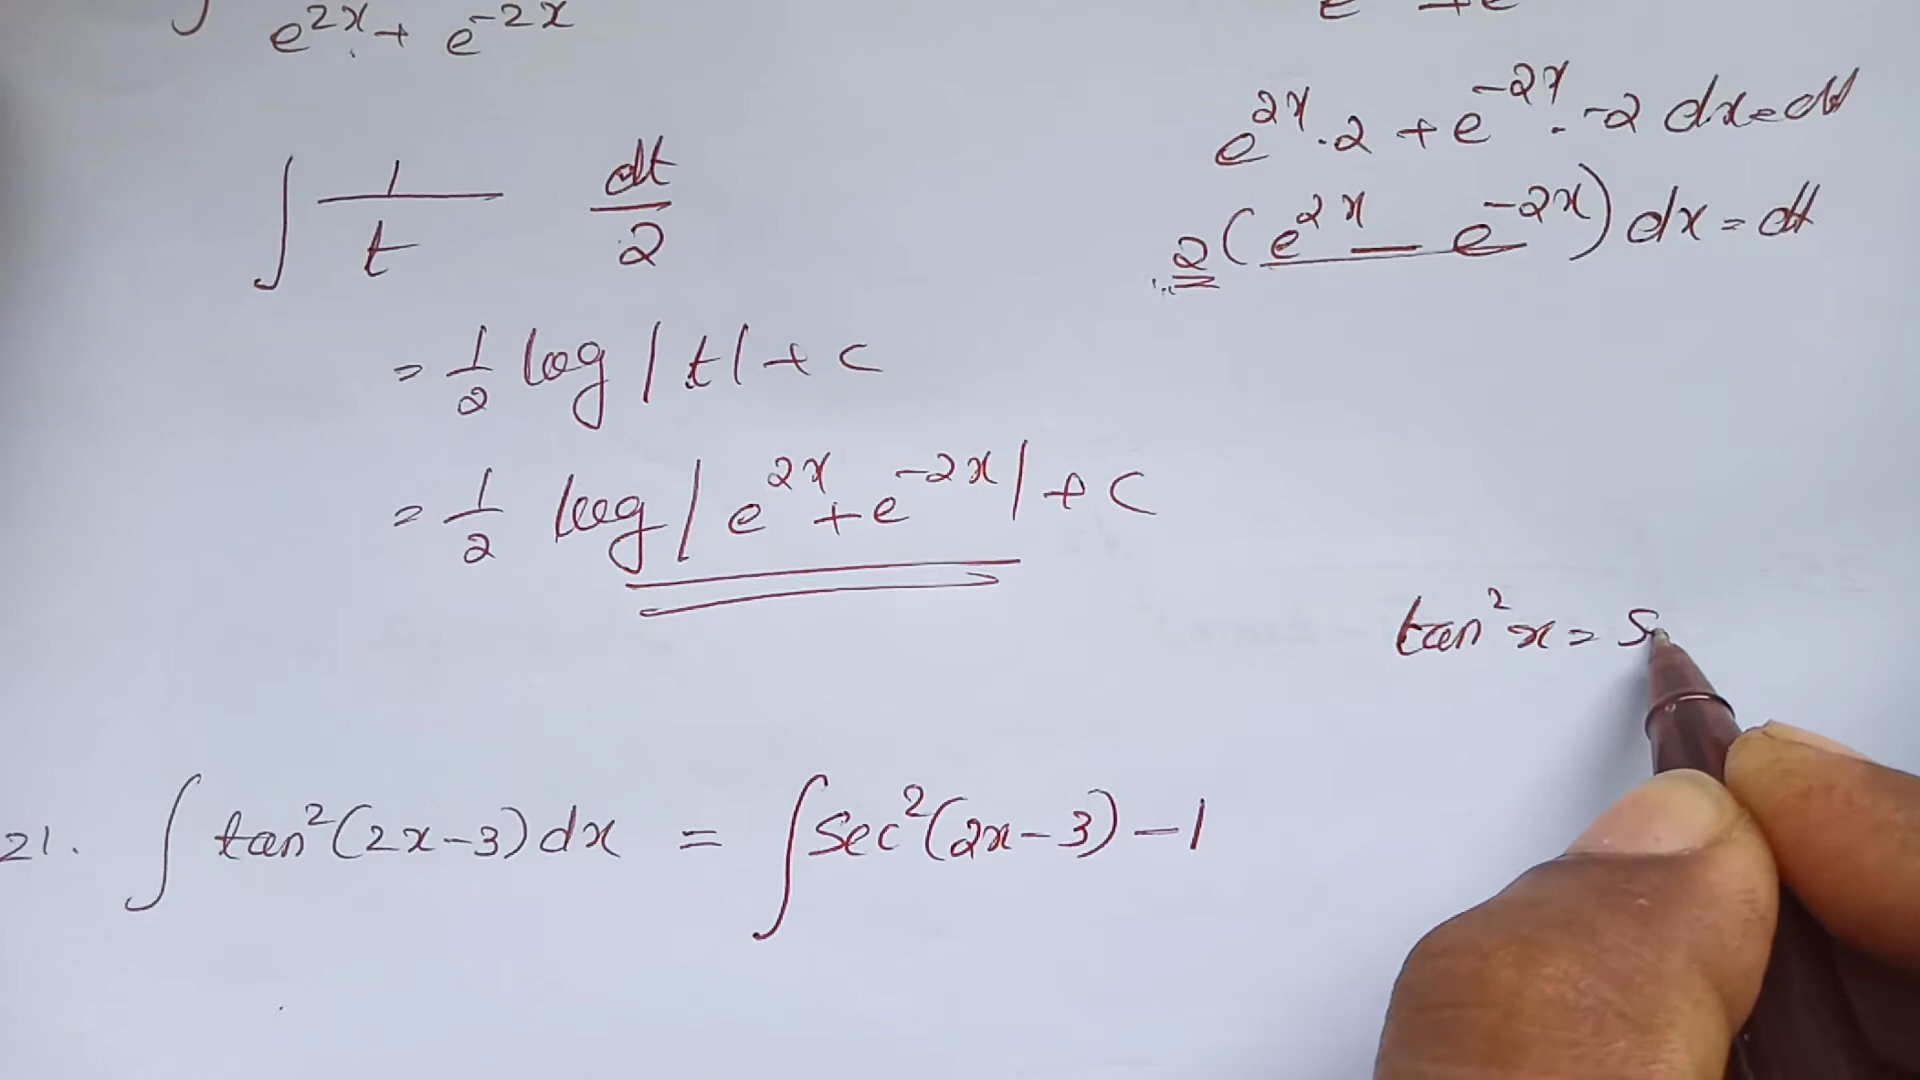 ∫ e^{2x} + e^{-2x}
e^{2x} · 2 + e^{-2x} · -2 dx = dt
∫ 1/t dt/2
2(e^{2x} - e^{-2x}) dx = dt
= 1/2 log |t| + c
= 1/2 log |e^{2x} + e^{-2x}| + c
tan² x = s
21. ∫ tan²(2x-3) dx = ∫ sec²(2x-3) - 1